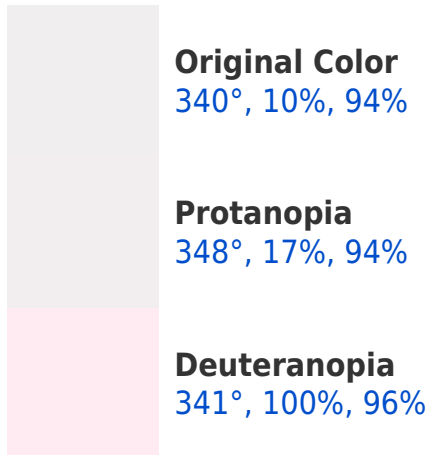 Original Color
340°, 10%, 94%
Protanopia
348°, 17%, 94%
Deuteranopia
341°, 100%, 96%